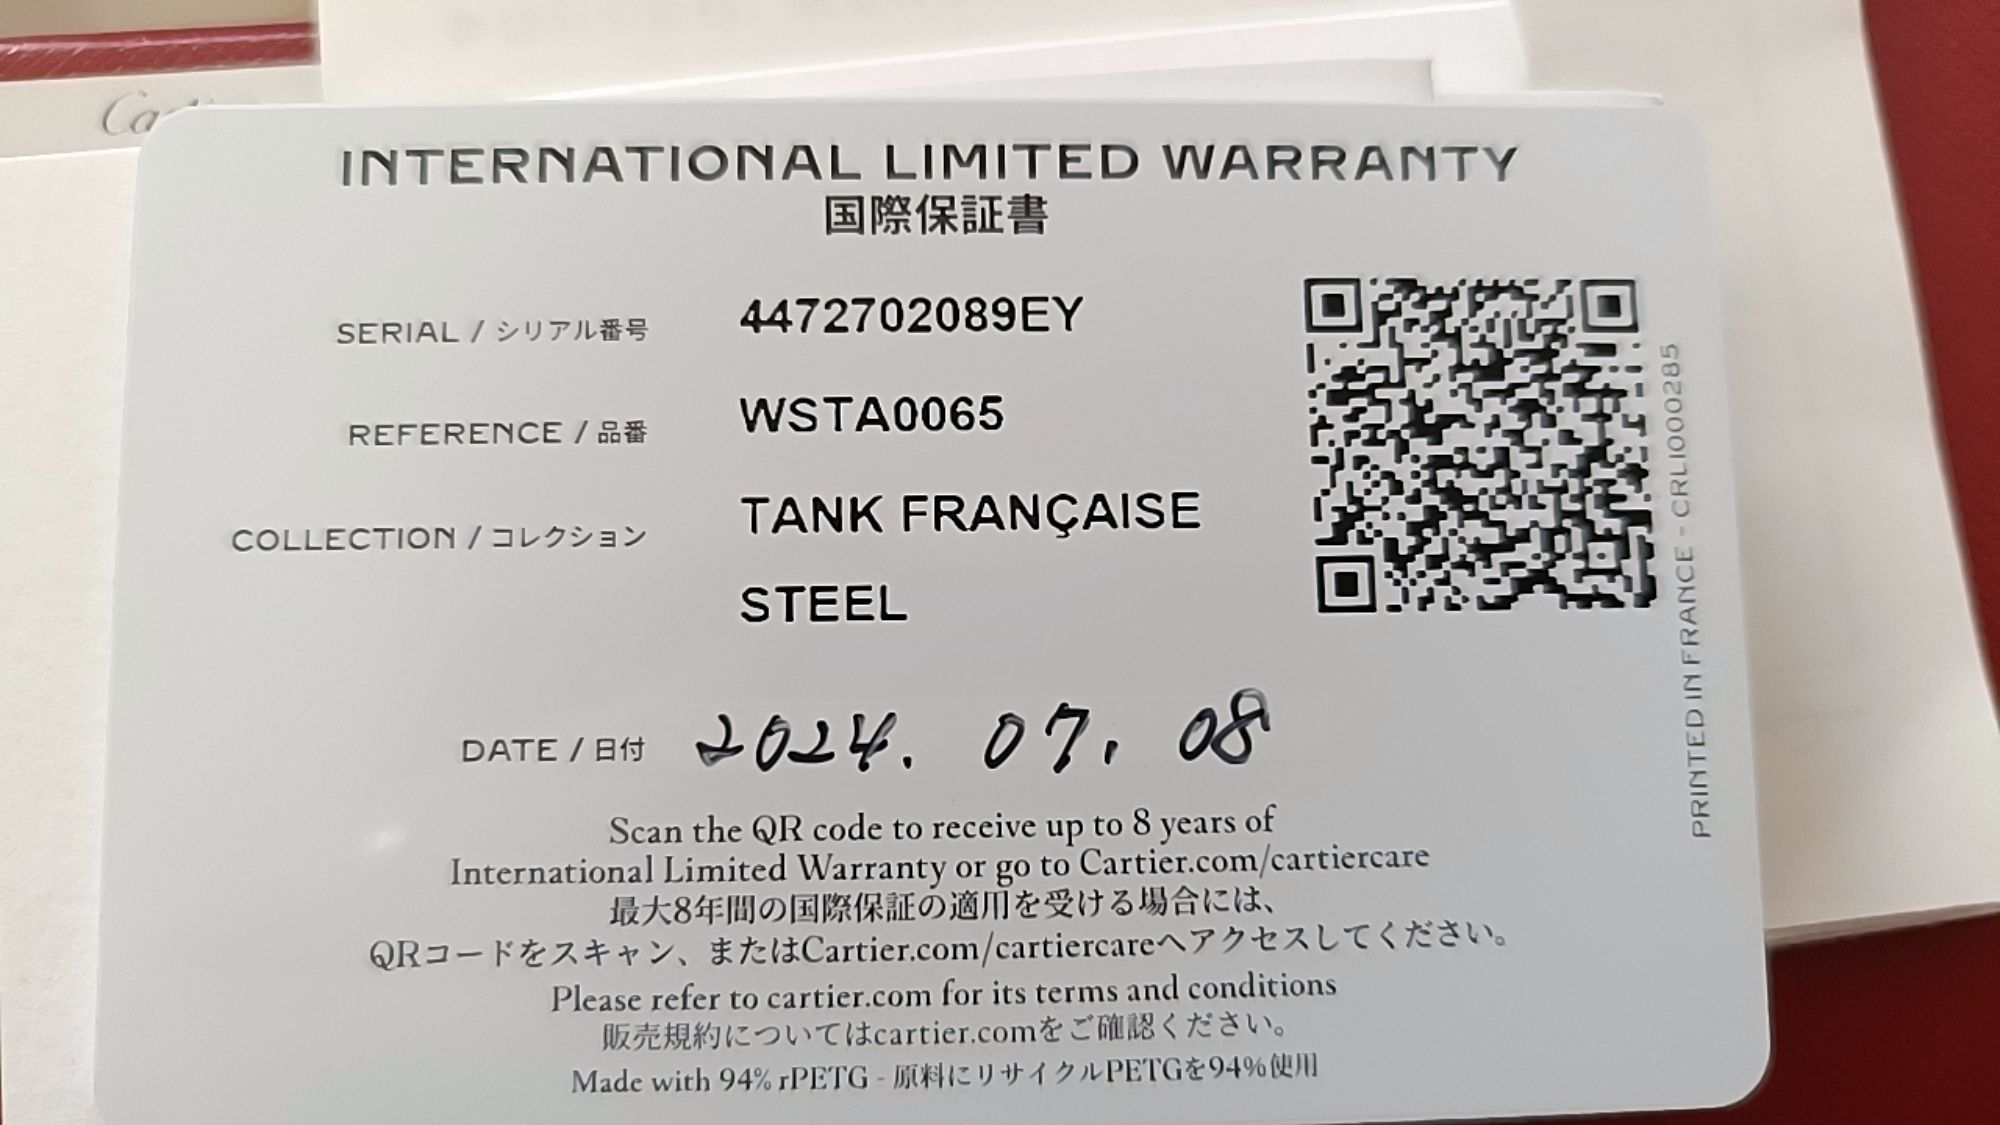 INTERNATIONAL LIMITED WARRANTY
国際保証書
SERIAL / シリアル番号 4472702089EY
REFERENCE / 品番 WSTA0065
COLLECTION / コレクション TANK FRANÇAISE
STEEL
DATE / 日付 2024. 07. 08
Scan the QR code to receive up to 8 years of
International Limited Warranty or go to Cartier.com/cartiercare
最大8年間の国際保証の適用を受ける場合には、
QRコードをスキャン、またはCartier.com/cartiercareへアクセスしてください。
Please refer to cartier.com for its terms and conditions
販売規約についてはcartier.comをご確認ください。
Made with 94% rPETG - 原料にリサイクルPETGを94%使用
PRINTED IN FRANCE - CRLI000285